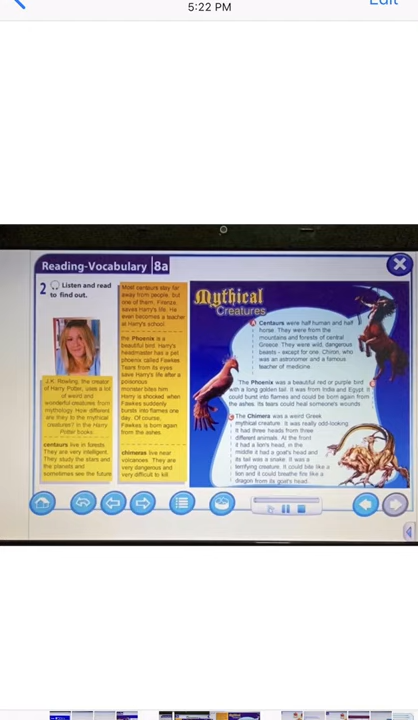 5:22 PM
Edit
Reading-Vocabulary 8a
2 Listen and read
to find out.
J.K. Rowling, the creator
of Harry Potter, uses a lot
of weird and
wonderful creatures from
mythology. How different
are they to the mythical
creatures? in the Harry
Potter books:
centaurs live in forests.
They are very intelligent.
They study the stars and
the planets and
sometimes see the future.
Most centaurs stay far
away from people, but
one of them, Firenze,
saves Harry's life. He
even becomes a teacher
at Harry's school!
the Phoenix is a
beautiful bird. Harry's
headmaster has a pet
phoenix called Fawkes.
Tears from its eyes
save Harry's life after a
poisonous
monster bites him.
Harry is shocked when
Fawkes suddenly
bursts into flames one
day. Of course,
Fawkes is born again
from the ashes.
chimeras live near
volcanoes. They are
very dangerous and
very difficult to kill.
Mythical
Creatures
A Centaurs were half human and half
horse. They were from the
mountains and forests of central
Greece. They were wild, dangerous
beasts - except for one, Chiron, who
was an astronomer and a famous
teacher of medicine.
The Phoenix was a beautiful red or purple bird
with a long golden tail. It was from India and Egypt. It
could burst into flames and could be born again from
the ashes. Its tears could heal someone's wounds.
The Chimera was a weird Greek
mythical creature. It was really odd-looking.
It had three heads from three
different animals. At the front
it had a lion's head, in the
middle it had a goat's head and
its tail was a snake. It was a
terrifying creature. It could bite like a
lion and it could breathe fire like a
dragon from its goat's head.